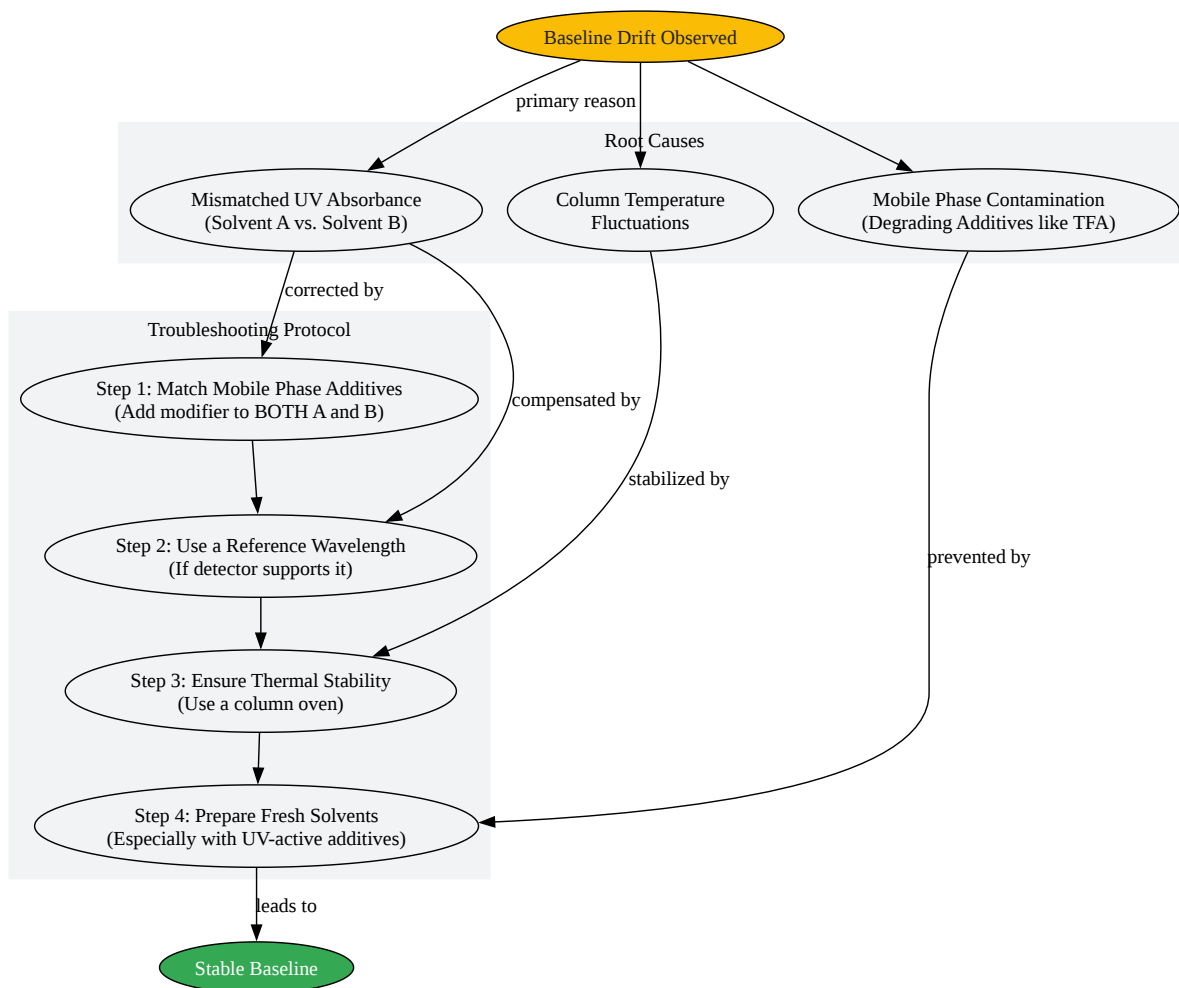 Baseline Drift Observed
primary reason
Root Causes
Mismatched UV Absorbance
(Solvent A vs. Solvent B)
Column Temperature
Fluctuations
Mobile Phase Contamination
(Degrading Additives like TFA)
corrected by
Troubleshooting Protocol
Step 1: Match Mobile Phase Additives
(Add modifier to BOTH A and B)
compensated by
stabilized by
Step 2: Use a Reference Wavelength
(If detector supports it)
prevented by
Step 3: Ensure Thermal Stability
(Use a column oven)
Step 4: Prepare Fresh Solvents
(Especially with UV-active additives)
leads to
Stable Baseline